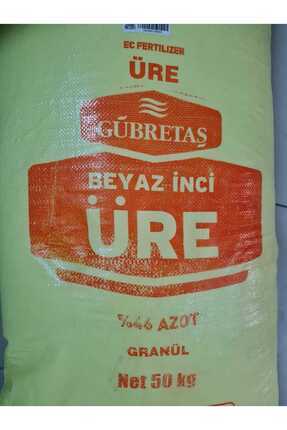 EC FERTILIZER
ÜRE
GÜBRETAŞ
BEYAZ İNCİ
ÜRE
%46 AZOT
GRANÜL
Net 50 kg